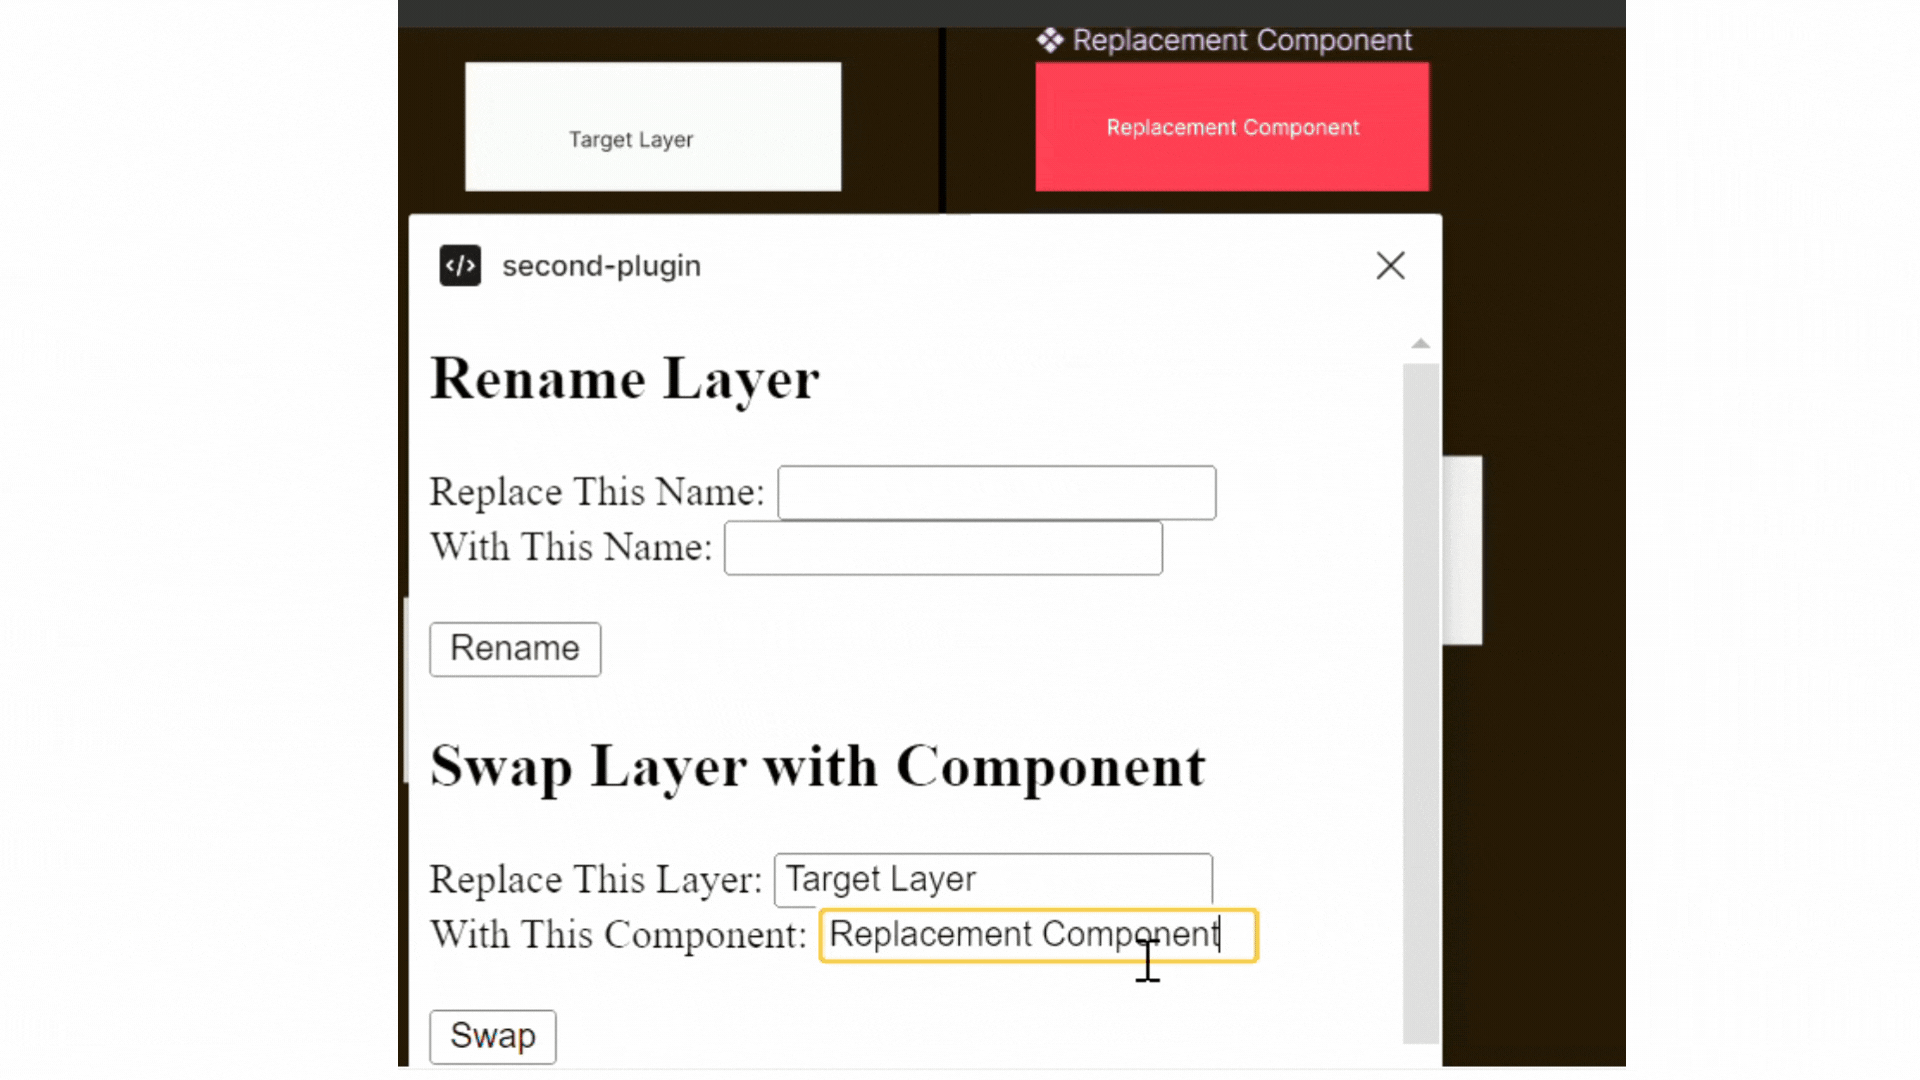 Replacement Component
Target Layer
Replacement Component
</> second-plugin
Rename Layer
Replace This Name:
With This Name:
Rename
Swap Layer with Component
Replace This Layer: Target Layer
With This Component: Replacement Component
Swap